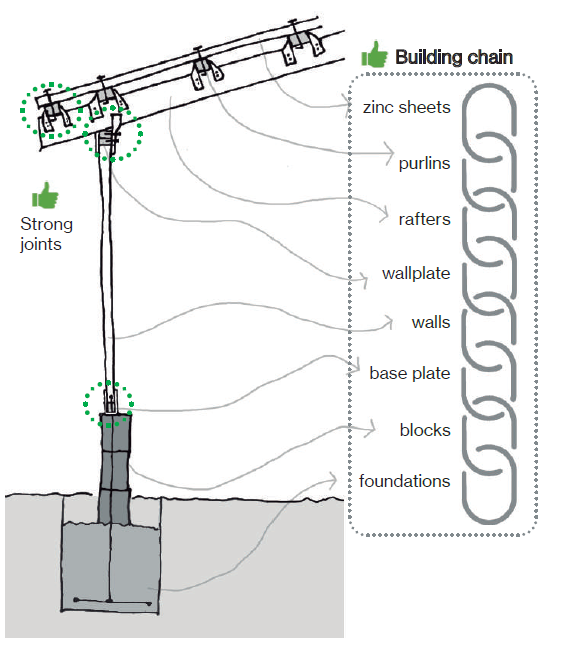 Building chain
zinc sheets
purlins
rafters
Strong
joints
wallplate
walls
base plate
blocks
foundations